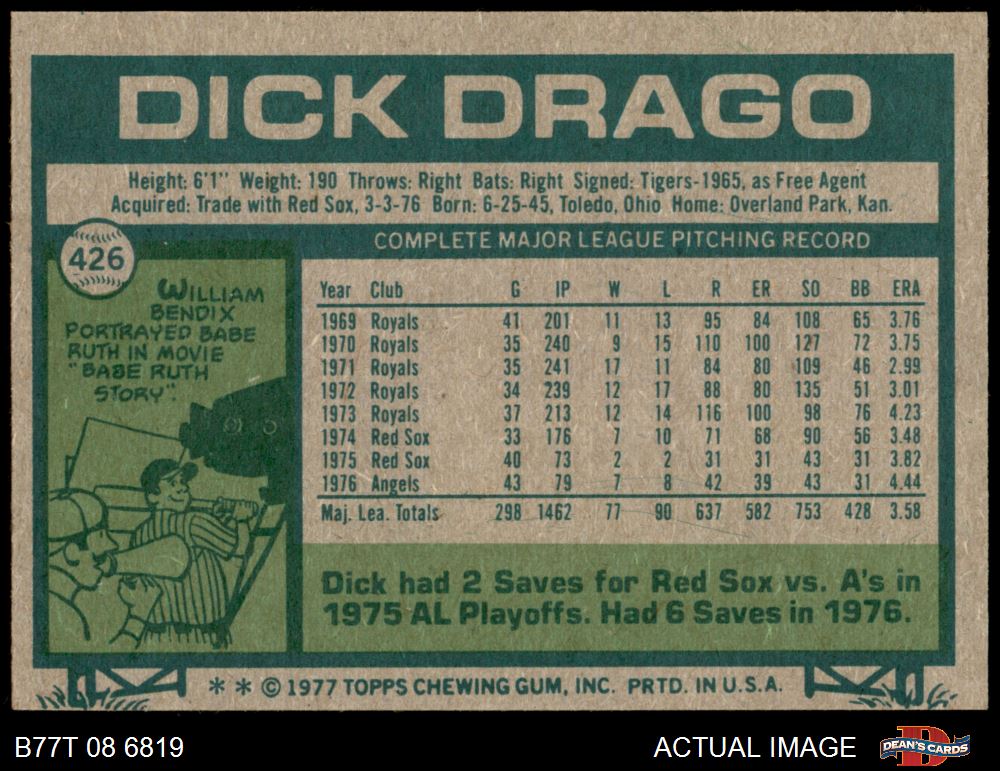 DICK DRAGO
Height: 6'1" Weight: 190 Throws: Right Bats: Right Signed: Tigers-1965, as Free Agent
Acquired: Trade with Red Sox, 3-3-76 Born: 6-25-45, Toledo, Ohio Home: Overland Park, Kan.
426
WILLIAM
BENDIX
PORTRAYED BABE
RUTH IN MOVIE
"BABE RUTH
STORY".
COMPLETE MAJOR LEAGUE PITCHING RECORD
Year Club G IP W L R ER SO BB ERA
1969 Royals 41 201 11 13 95 84 108 65 3.76
1970 Royals 35 240 9 15 110 100 127 72 3.75
1971 Royals 35 241 17 11 84 80 109 46 2.99
1972 Royals 34 239 12 17 88 80 135 51 3.01
1973 Royals 37 213 12 14 116 100 98 76 4.23
1974 Red Sox 33 176 7 10 71 68 90 56 3.48
1975 Red Sox 40 73 2 2 31 31 43 31 3.82
1976 Angels 43 79 7 8 42 39 43 31 4.44
Maj. Lea. Totals 298 1462 77 90 637 582 753 428 3.58
Dick had 2 Saves for Red Sox vs. A's in
1975 AL Playoffs. Had 6 Saves in 1976.
** © 1977 TOPPS CHEWING GUM, INC. PRTD. IN U.S.A.
B77T 08 6819 ACTUAL IMAGE DEAN'S CARDS